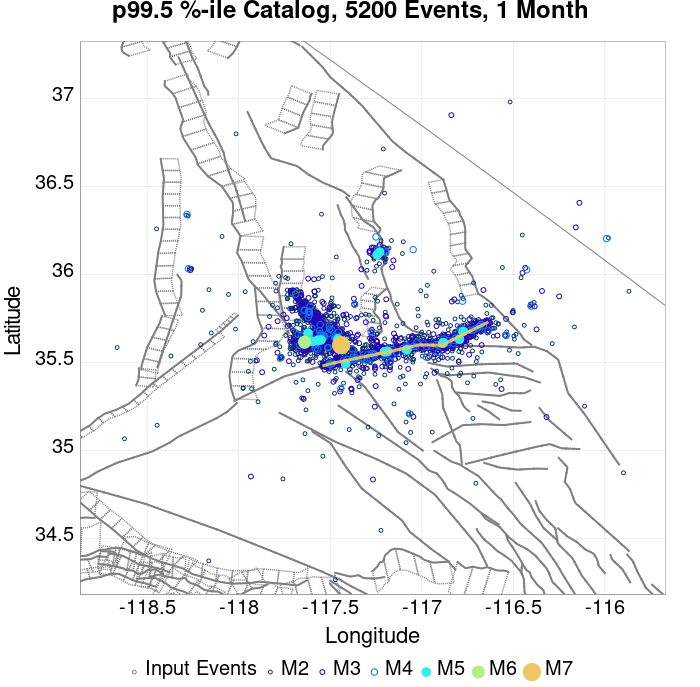 p99.5 %-ile Catalog, 5200 Events, 1 Month
37
36.5
36
35.5
35
34.5
Latitude
-118.5 -118 -117.5 -117 -116.5 -116
Longitude
Input Events M2 M3 M4 M5 M6 M7